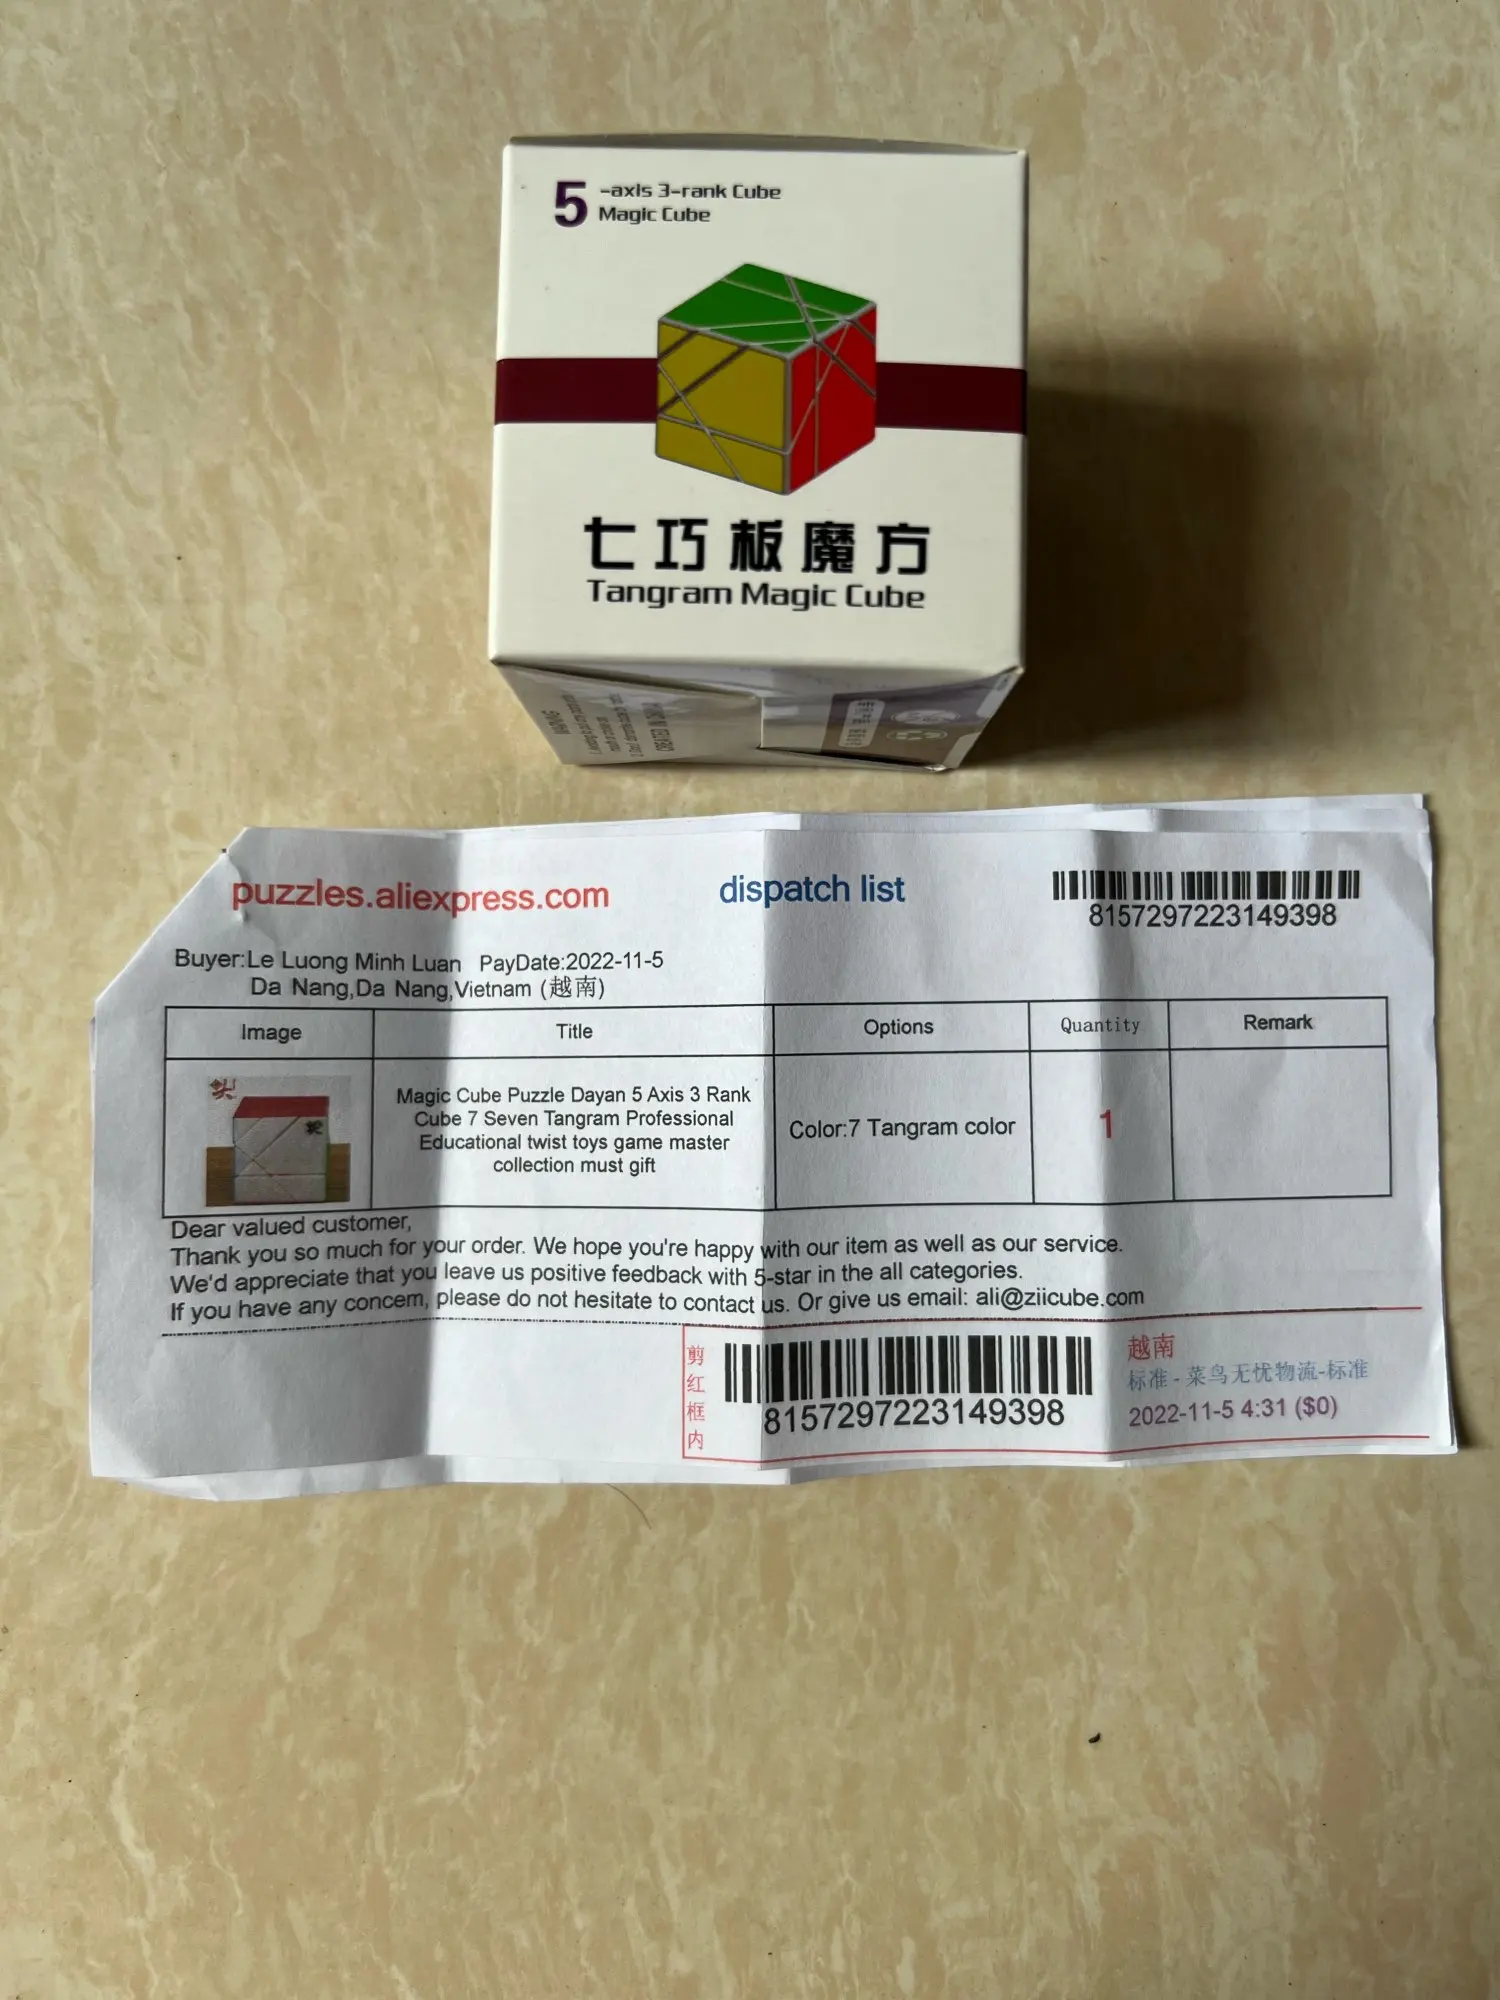 5 -axis 3-rank Cube
Magic Cube
七巧板魔方
Tangram Magic Cube
WARNING
puzzles.aliexpress.com
dispatch list
8157297223149398
Buyer:Le Luong Minh Luan PayDate:2022-11-5
Da Nang,Da Nang,Vietnam (越南)
Image
Title
Options
Quantity
Remark
Magic Cube Puzzle Dayan 5 Axis 3 Rank
Cube 7 Seven Tangram Professional
Educational twist toys game master
collection must gift
Color:7 Tangram color
1
Dear valued customer,
Thank you so much for your order. We hope you're happy with our item as well as our service.
We'd appreciate that you leave us positive feedback with 5-star in the all categories.
If you have any concem, please do not hesitate to contact us. Or give us email: ali@ziicube.com
剪红框内
8157297223149398
越南
标准 - 菜鸟无忧物流-标准
2022-11-5 4:31 ($0)